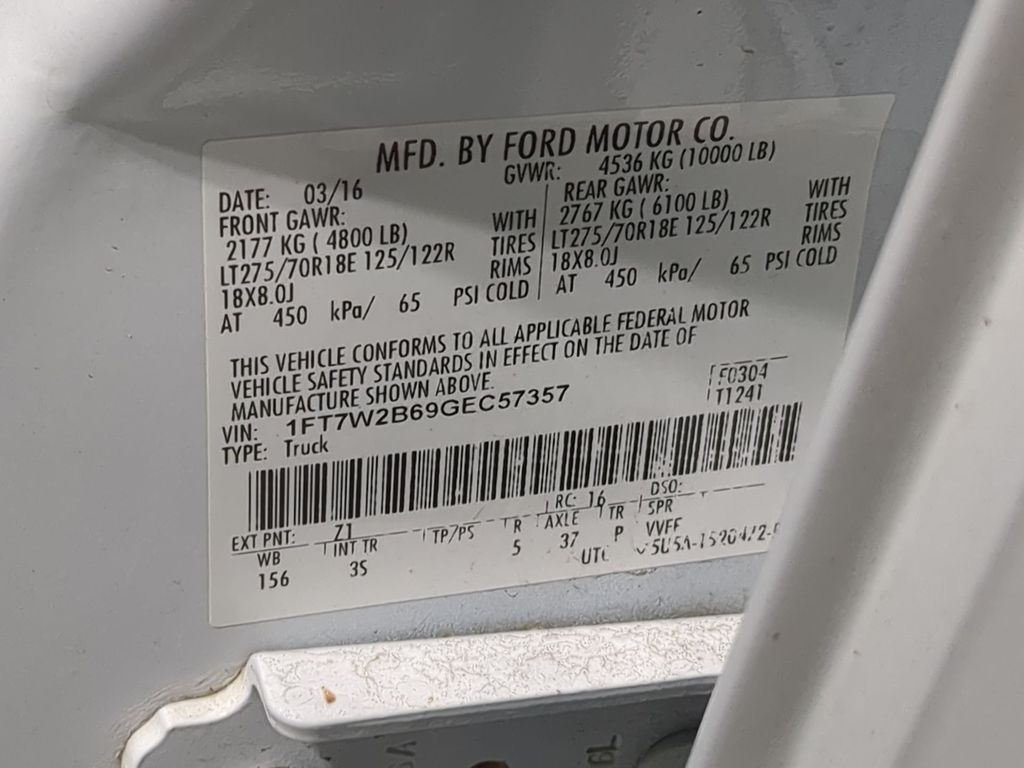 MFD. BY FORD MOTOR CO.
DATE: 03/16
GVWR: 4536 KG (10000 LB)
FRONT GAWR:
2177 KG ( 4800 LB) WITH
LT275/70R18E 125/122R TIRES
18X8.0J RIMS
AT 450 kPa/ 65 PSI COLD
REAR GAWR:
2767 KG ( 6100 LB) WITH
LT275/70R18E 125/122R TIRES
18X8.0J RIMS
AT 450 kPa/ 65 PSI COLD
THIS VEHICLE CONFORMS TO ALL APPLICABLE FEDERAL MOTOR
VEHICLE SAFETY STANDARDS IN EFFECT ON THE DATE OF
MANUFACTURE SHOWN ABOVE.
VIN: 1FT7W2B69GEC57357
TYPE: Truck
F0304
T1241
EXT PNT: Z1 RC: 16 DSO:
WB INT TR TP/PS R AXLE TR SPR
156 3S 5 37 P VVFF